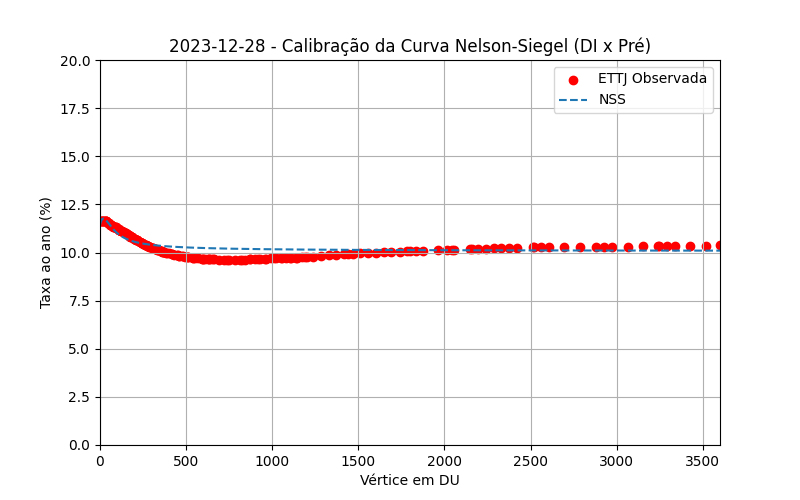 2023-12-28 - Calibração da Curva Nelson-Siegel (DI x Pré)
ETTJ Observada
NSS
Taxa ao ano (%)
20.0
17.5
15.0
12.5
10.0
7.5
5.0
2.5
0.0
0 500 1000 1500 2000 2500 3000 3500
Vértice em DU